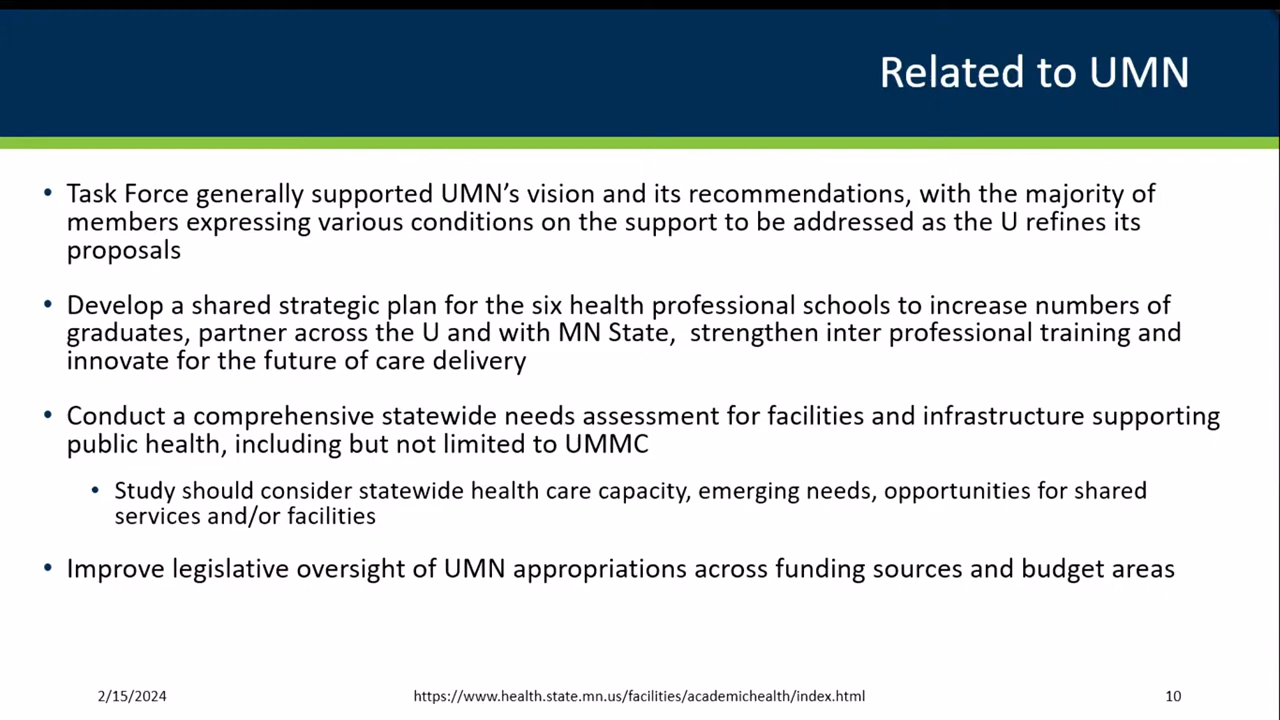 Related to UMN
• Task Force generally supported UMN’s vision and its recommendations, with the majority of
members expressing various conditions on the support to be addressed as the U refines its
proposals
• Develop a shared strategic plan for the six health professional schools to increase numbers of
graduates, partner across the U and with MN State,  strengthen inter professional training and
innovate for the future of care delivery
• Conduct a comprehensive statewide needs assessment for facilities and infrastructure supporting
public health, including but not limited to UMMC
• Study should consider statewide health care capacity, emerging needs, opportunities for shared
services and/or facilities
• Improve legislative oversight of UMN appropriations across funding sources and budget areas
2/15/2024
https://www.health.state.mn.us/facilities/academichealth/index.html
10